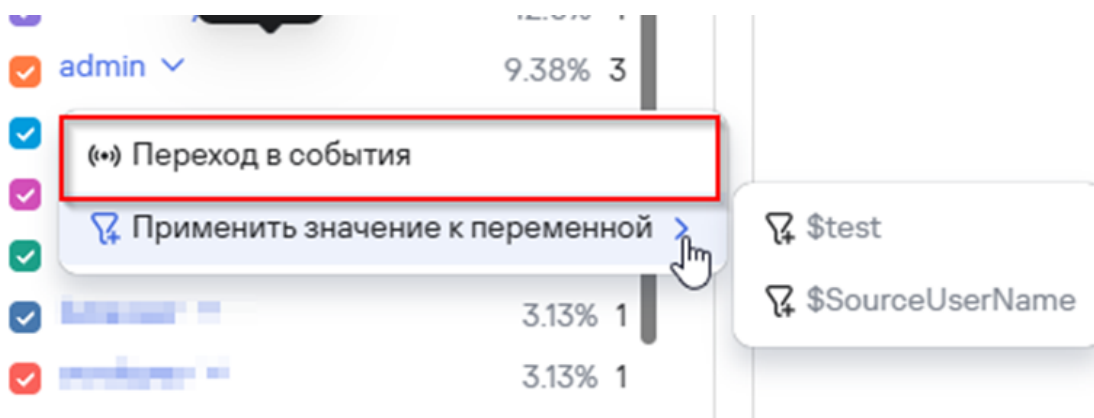 admin 9.38% 3
Переход в события
Применить значение к переменной
$test
$SourceUserName
3.13% 1
3.13% 1